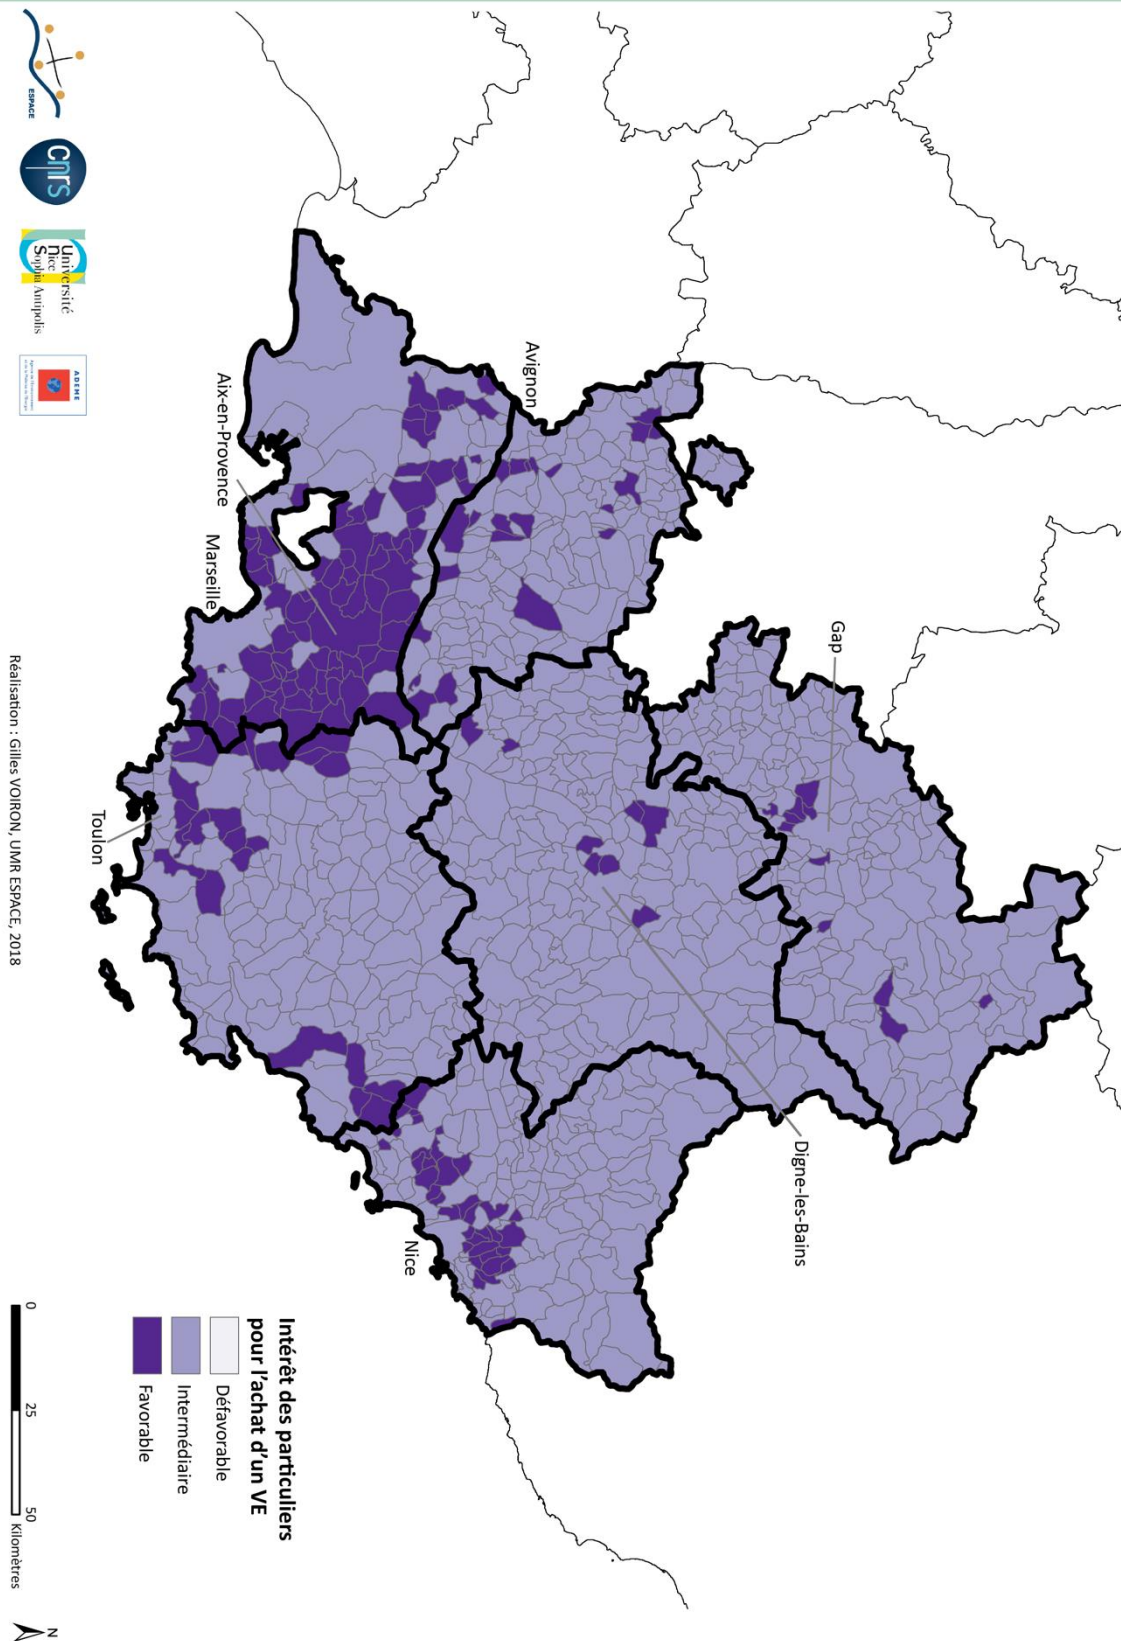 Gap
Digne-les-Bains
Avignon
Aix-en-Provence
Marseille
Toulon
Nice
Intérêt des particuliers
pour l'achat d'un VE
Défavorable
Intermédiaire
Favorable
0 25 50 Kilomètres
N
ESPACE
cnrs
Université
nice
Sophia Antipolis
ADEME
Réalisation : Gilles VOIRON, UMR ESPACE, 2018